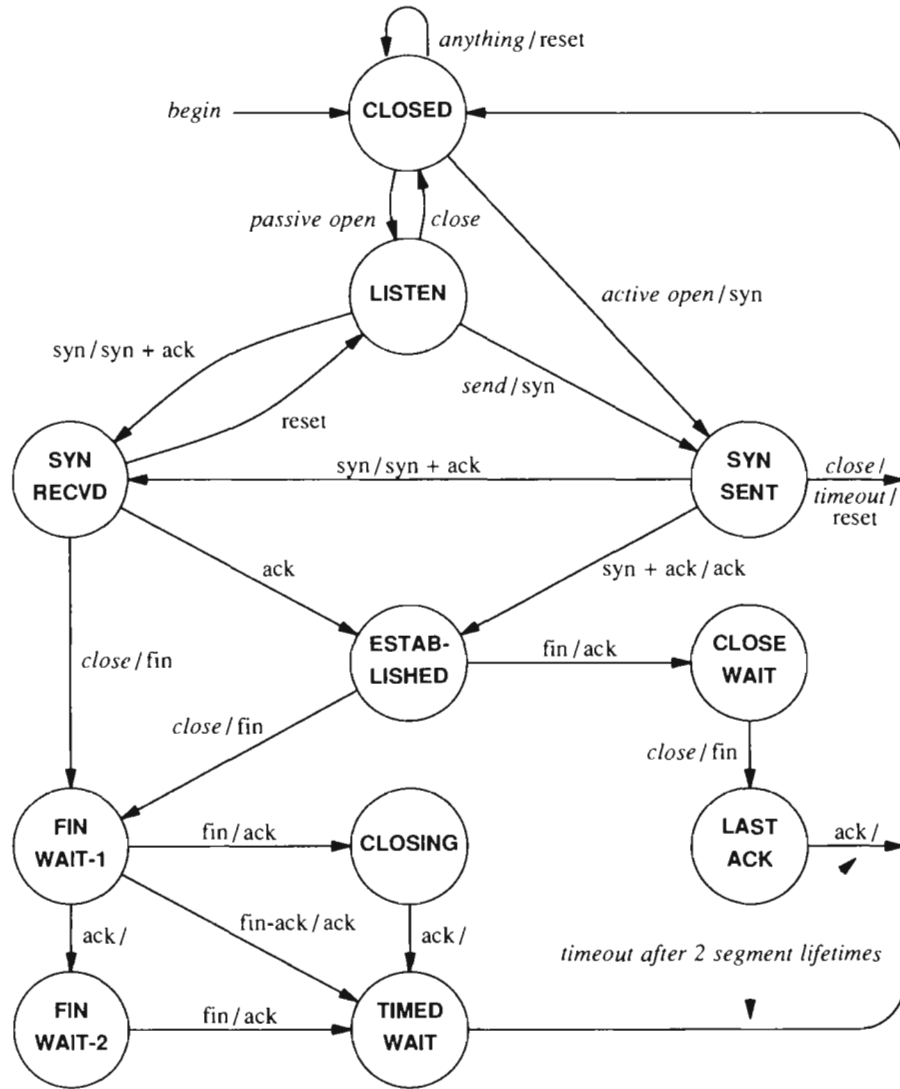 anything/reset
begin
CLOSED
passive open
close
LISTEN
active open/syn
syn/syn + ack
send/syn
reset
SYN
RECVD
syn/syn + ack
SYN
SENT
close/
timeout/
reset
ack
syn + ack/ack
close/fin
ESTAB-
LISHED
fin/ack
CLOSE
WAIT
close/fin
close/fin
FIN
WAIT-1
fin/ack
CLOSING
LAST
ACK
ack/
ack/
fin-ack/ack
ack/
timeout after 2 segment lifetimes
FIN
WAIT-2
fin/ack
TIMED
WAIT